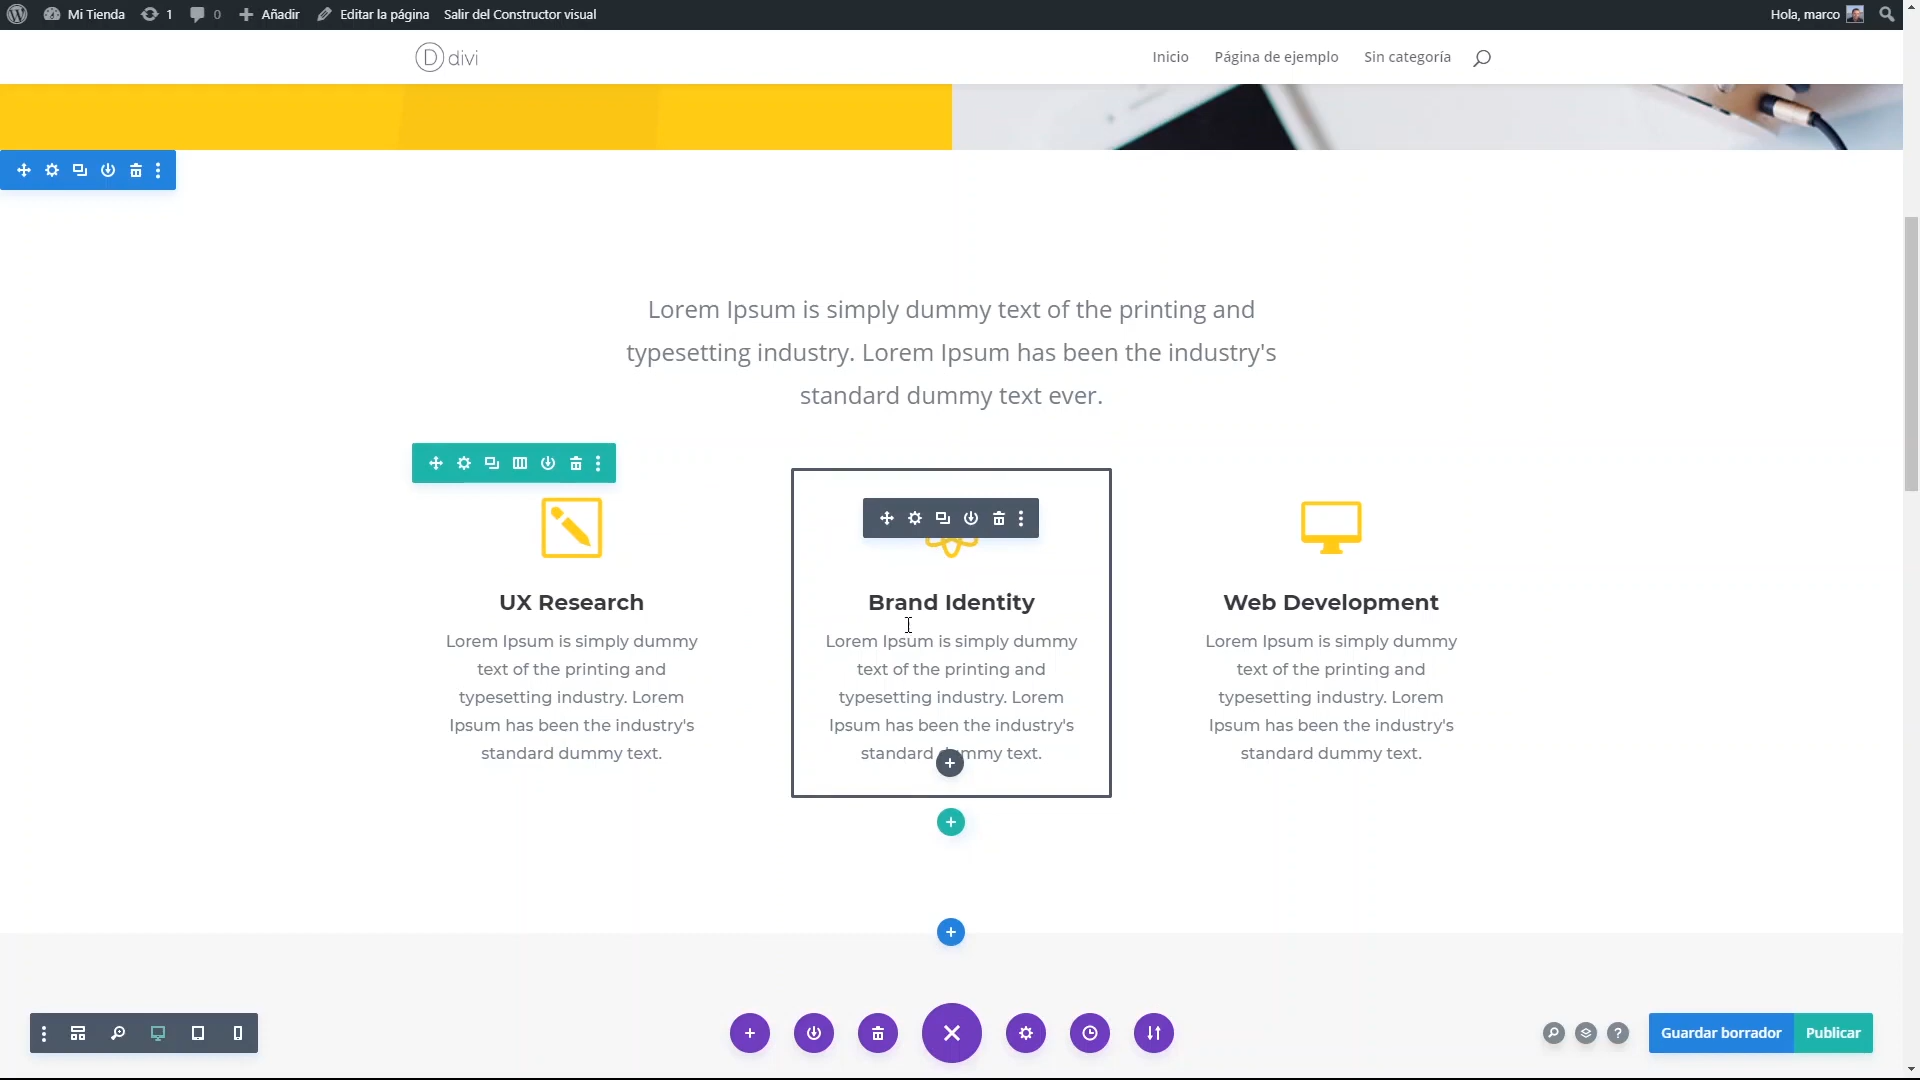 Mi Tienda 1 0 Añadir Editar la página Salir del Constructor visual Hola, marco
D divi Inicio Página de ejemplo Sin categoría
Lorem Ipsum is simply dummy text of the printing and
typesetting industry. Lorem Ipsum has been the industry's
standard dummy text ever.
UX Research
Lorem Ipsum is simply dummy
text of the printing and
typesetting industry. Lorem
Ipsum has been the industry's
standard dummy text.
Brand Identity
Lorem Ipsum is simply dummy
text of the printing and
typesetting industry. Lorem
Ipsum has been the industry's
standard dummy text.
Web Development
Lorem Ipsum is simply dummy
text of the printing and
typesetting industry. Lorem
Ipsum has been the industry's
standard dummy text.
Guardar borrador Publicar